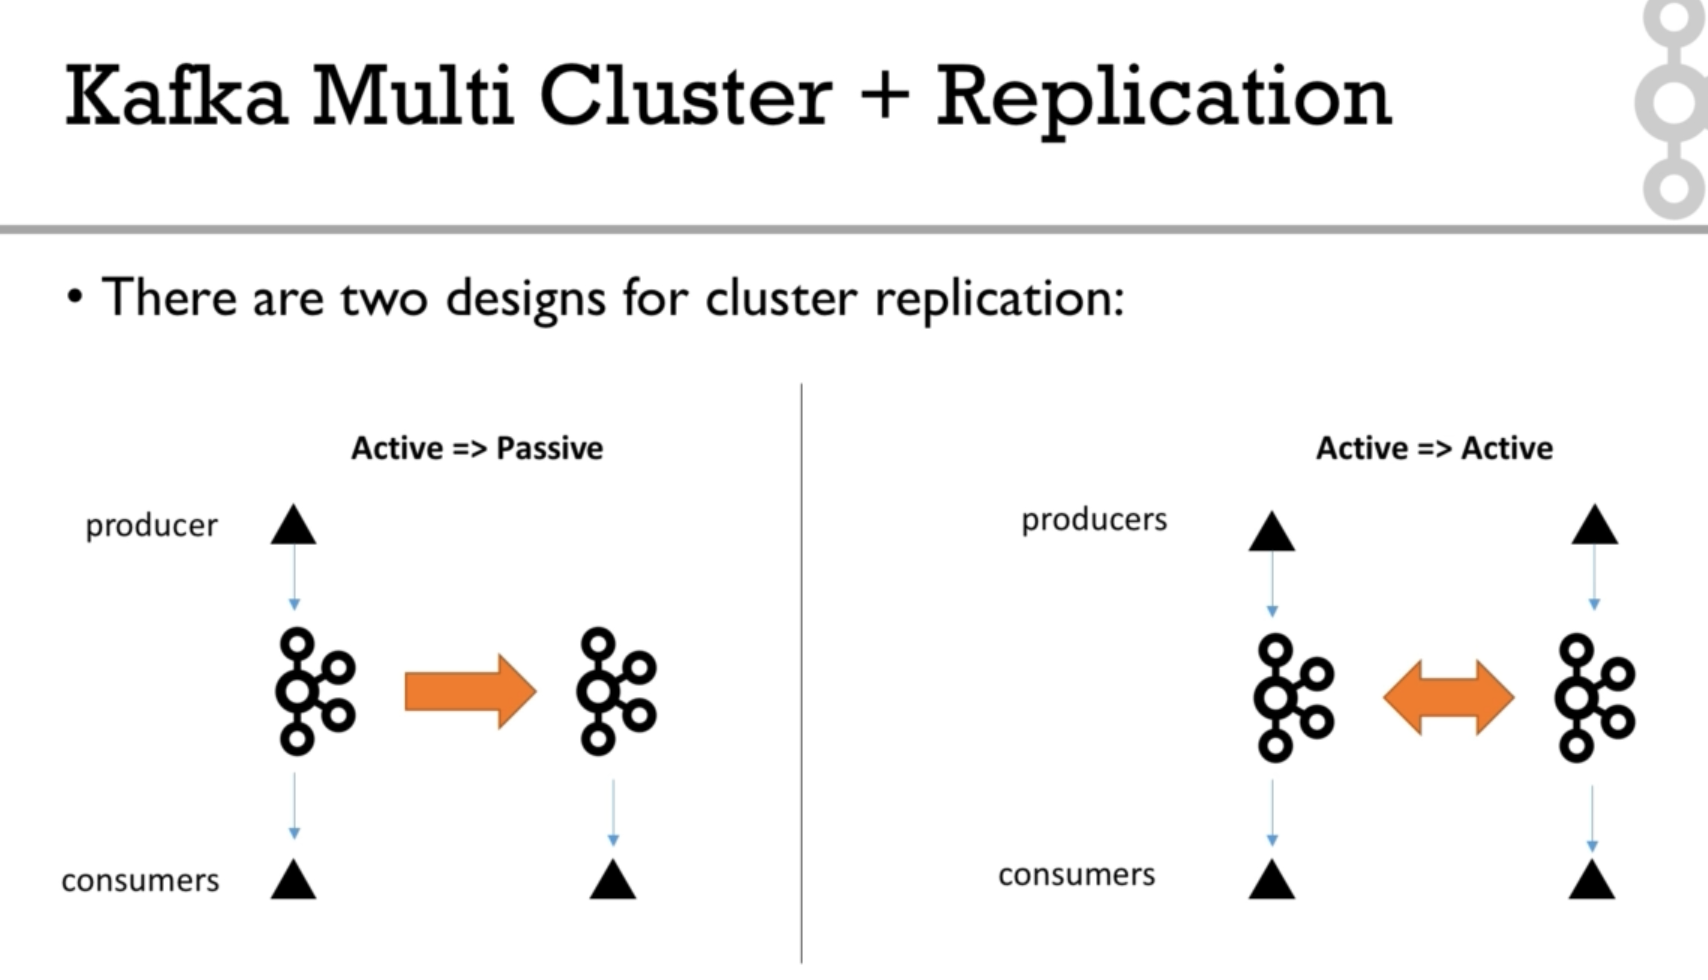 Kafka Multi Cluster + Replication
• There are two designs for cluster replication:
Active => Passive
producer
consumers
Active => Active
producers
consumers